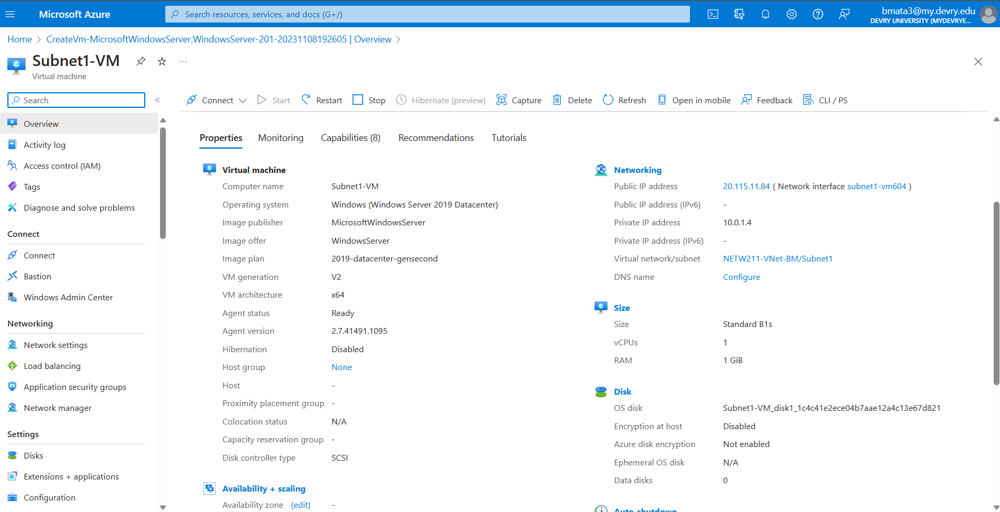 Microsoft Azure
Search resources, services, and docs (G+/)
bmata3@my.devry.edu
DEVRY UNIVERSITY (MYDEVRYE...
Home > CreateVm-MicrosoftWindowsServer.WindowsServer-201-20231108192605 | Overview >
Subnet1-VM
Virtual machine
Search
Connect Start Restart Stop Hibernate (preview) Capture Delete Refresh Open in mobile Feedback CLI / PS
Overview
Activity log
Access control (IAM)
Tags
Diagnose and solve problems
Connect
Connect
Bastion
Windows Admin Center
Networking
Network settings
Load balancing
Application security groups
Network manager
Settings
Disks
Extensions + applications
Configuration
Properties Monitoring Capabilities (8) Recommendations Tutorials
Virtual machine
Computer name Subnet1-VM
Operating system Windows (Windows Server 2019 Datacenter)
Image publisher MicrosoftWindowsServer
Image offer WindowsServer
Image plan 2019-datacenter-gensecond
VM generation V2
VM architecture x64
Agent status Ready
Agent version 2.7.41491.1095
Hibernation Disabled
Host group None
Host -
Proximity placement group -
Colocation status N/A
Capacity reservation group -
Disk controller type SCSI
Availability + scaling
Availability zone (edit) -
Networking
Public IP address 20.115.11.84 ( Network interface subnet1-vm604 )
Public IP address (IPv6) -
Private IP address 10.0.1.4
Private IP address (IPv6) -
Virtual network/subnet NETW211-VNet-BM/Subnet1
DNS name Configure
Size
Size Standard B1s
vCPUs 1
RAM 1 GiB
Disk
OS disk Subnet1-VM_disk1_1c4c41e2ece04b7aae12a4c13e67d821
Encryption at host Disabled
Azure disk encryption Not enabled
Ephemeral OS disk N/A
Data disks 0
Auto-shutdown